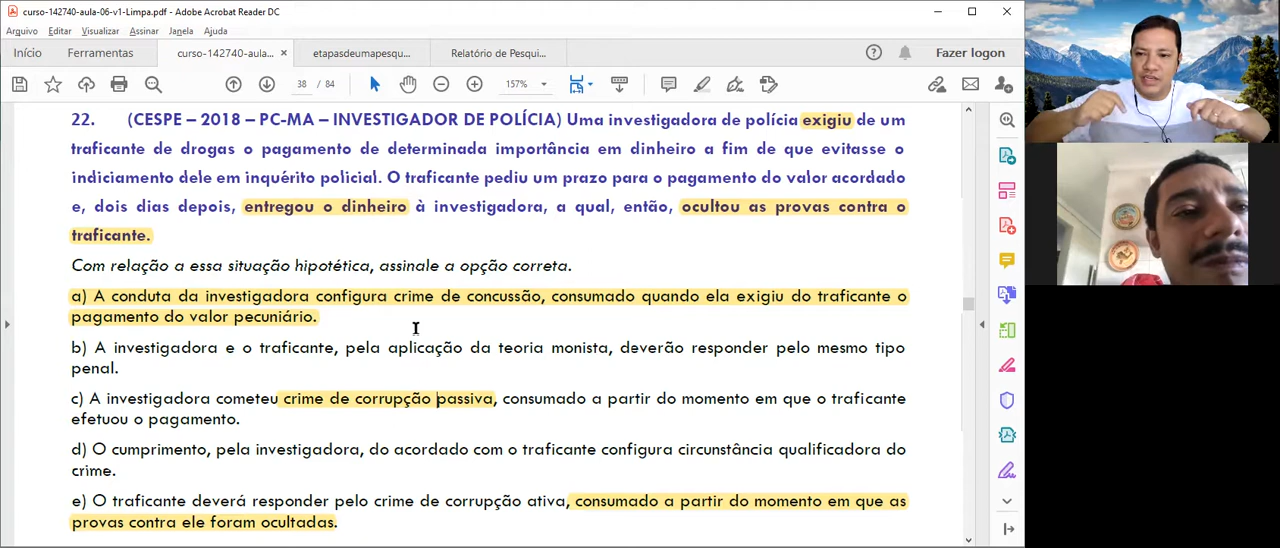 curso-142740-aula-06-v1-Limpa.pdf - Adobe Acrobat Reader DC
Arquivo Editar Visualizar Assinar Janela Ajuda
Início Ferramentas curso-142740-aula... × etapasdeumapesqu... Relatório de Pesqui... Fazer logon
38 / 84 157%
22. (CESPE – 2018 – PC-MA – INVESTIGADOR DE POLÍCIA) Uma investigadora de polícia exigiu de um
traficante de drogas o pagamento de determinada importância em dinheiro a fim de que evitasse o
indiciamento dele em inquérito policial. O traficante pediu um prazo para o pagamento do valor acordado
e, dois dias depois, entregou o dinheiro à investigadora, a qual, então, ocultou as provas contra o
traficante.
Com relação a essa situação hipotética, assinale a opção correta.
a) A conduta da investigadora configura crime de concussão, consumado quando ela exigiu do traficante o
pagamento do valor pecuniário.
b) A investigadora e o traficante, pela aplicação da teoria monista, deverão responder pelo mesmo tipo
penal.
c) A investigadora cometeu crime de corrupção passiva, consumado a partir do momento em que o traficante
efetuou o pagamento.
d) O cumprimento, pela investigadora, do acordado com o traficante configura circunstância qualificadora do
crime.
e) O traficante deverá responder pelo crime de corrupção ativa, consumado a partir do momento em que as
provas contra ele foram ocultadas.